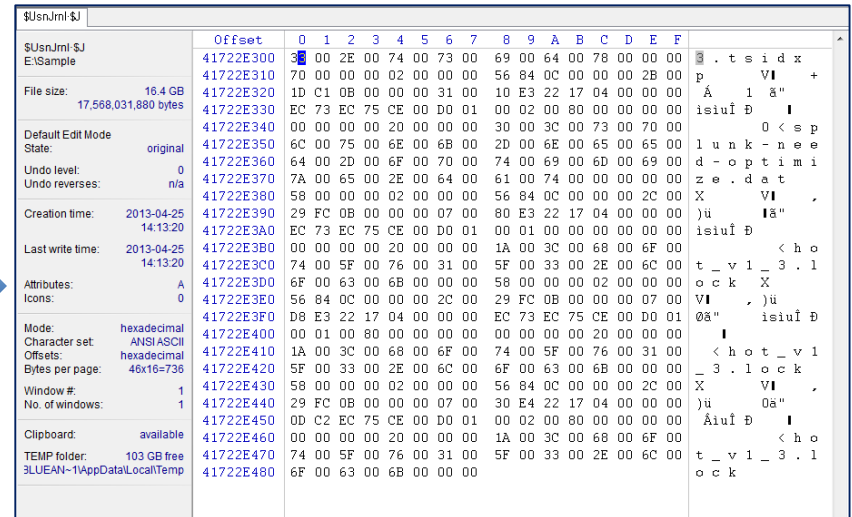 $UsnJrnl·$J
$UsnJrnl·$J
E:\Sample
File size: 16.4 GB
17,568,031,880 bytes
Default Edit Mode
State: original
Undo level: 0
Undo reverses: n/a
Creation time: 2013-04-25
14:13:20
Last write time: 2013-04-25
14:13:20
Attributes: A
Icons: 0
Mode: hexadecimal
Character set: ANSI ASCII
Offsets: hexadecimal
Bytes per page: 46x16=736
Window #: 1
No. of windows: 1
Clipboard: available
TEMP folder: 103 GB free
3LUEAN~1\AppData\Local\Temp
Offset 0 1 2 3 4 5 6 7 8 9 A B C D E F
41722E300 33 00 2E 00 74 00 73 00 69 00 64 00 78 00 00 00 3 . t s i d x
41722E310 70 00 00 00 02 00 00 00 56 84 0C 00 00 00 2B 00 p V +
41722E320 1D C1 0B 00 00 00 31 00 10 E3 22 17 04 00 00 00 Á 1 ã"
41722E330 EC 73 EC 75 CE 00 D0 01 00 02 00 80 00 00 00 00 ìsìuÎ Ð
41722E340 00 00 00 00 20 00 00 00 30 00 3C 00 73 00 70 00 0 < s p
41722E350 6C 00 75 00 6E 00 6B 00 2D 00 6E 00 65 00 65 00 l u n k - n e e
41722E360 64 00 2D 00 6F 00 70 00 74 00 69 00 6D 00 69 00 d - o p t i m i
41722E370 7A 00 65 00 2E 00 64 00 61 00 74 00 00 00 00 00 z e . d a t
41722E380 58 00 00 00 02 00 00 00 56 84 0C 00 00 00 2C 00 X V ,
41722E390 29 FC 0B 00 00 00 07 00 80 E3 22 17 04 00 00 00 )ü ã"
41722E3A0 EC 73 EC 75 CE 00 D0 01 00 01 00 00 00 00 00 00 ìsìuÎ Ð
41722E3B0 00 00 00 00 20 00 00 00 1A 00 3C 00 68 00 6F 00 < h o
41722E3C0 74 00 5F 00 76 00 31 00 5F 00 33 00 2E 00 6C 00 t _ v 1 _ 3 . l
41722E3D0 6F 00 63 00 6B 00 00 00 58 00 00 00 02 00 00 00 o c k X
41722E3E0 56 84 0C 00 00 00 2C 00 29 FC 0B 00 00 00 07 00 V , )ü
41722E3F0 D8 E3 22 17 04 00 00 00 EC 73 EC 75 CE 00 D0 01 Øã" ìsìuÎ Ð
41722E400 00 01 00 80 00 00 00 00 00 00 00 00 20 00 00 00
41722E410 1A 00 3C 00 68 00 6F 00 74 00 5F 00 76 00 31 00 < h o t _ v 1
41722E420 5F 00 33 00 2E 00 6C 00 6F 00 63 00 6B 00 00 00 _ 3 . l o c k
41722E430 58 00 00 00 02 00 00 00 56 84 0C 00 00 00 2C 00 X V ,
41722E440 29 FC 0B 00 00 00 07 00 30 E4 22 17 04 00 00 00 )ü 0ä"
41722E450 0D C2 EC 75 CE 00 D0 01 00 02 00 80 00 00 00 00 ÂìuÎ Ð
41722E460 00 00 00 00 20 00 00 00 1A 00 3C 00 68 00 6F 00 < h o
41722E470 74 00 5F 00 76 00 31 00 5F 00 33 00 2E 00 6C 00 t _ v 1 _ 3 . l
41722E480 6F 00 63 00 6B 00 00 00 o c k